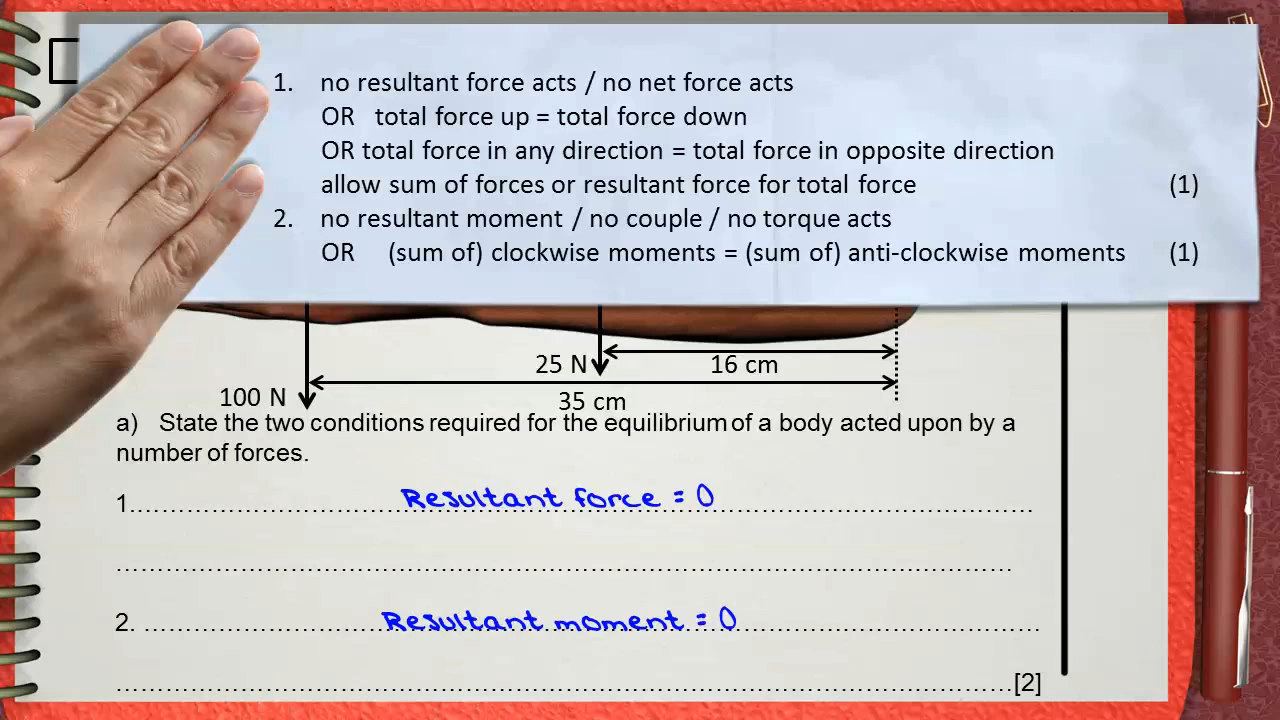 1. no resultant force acts / no net force acts
OR total force up = total force down
OR total force in any direction = total force in opposite direction
allow sum of forces or resultant force for total force (1)
2. no resultant moment / no couple / no torque acts
OR (sum of) clockwise moments = (sum of) anti-clockwise moments (1)
25 N 16 cm
100 N 35 cm
a) State the two conditions required for the equilibrium of a body acted upon by a
number of forces.
1. Resultant force = 0
2. Resultant moment = 0
[2]